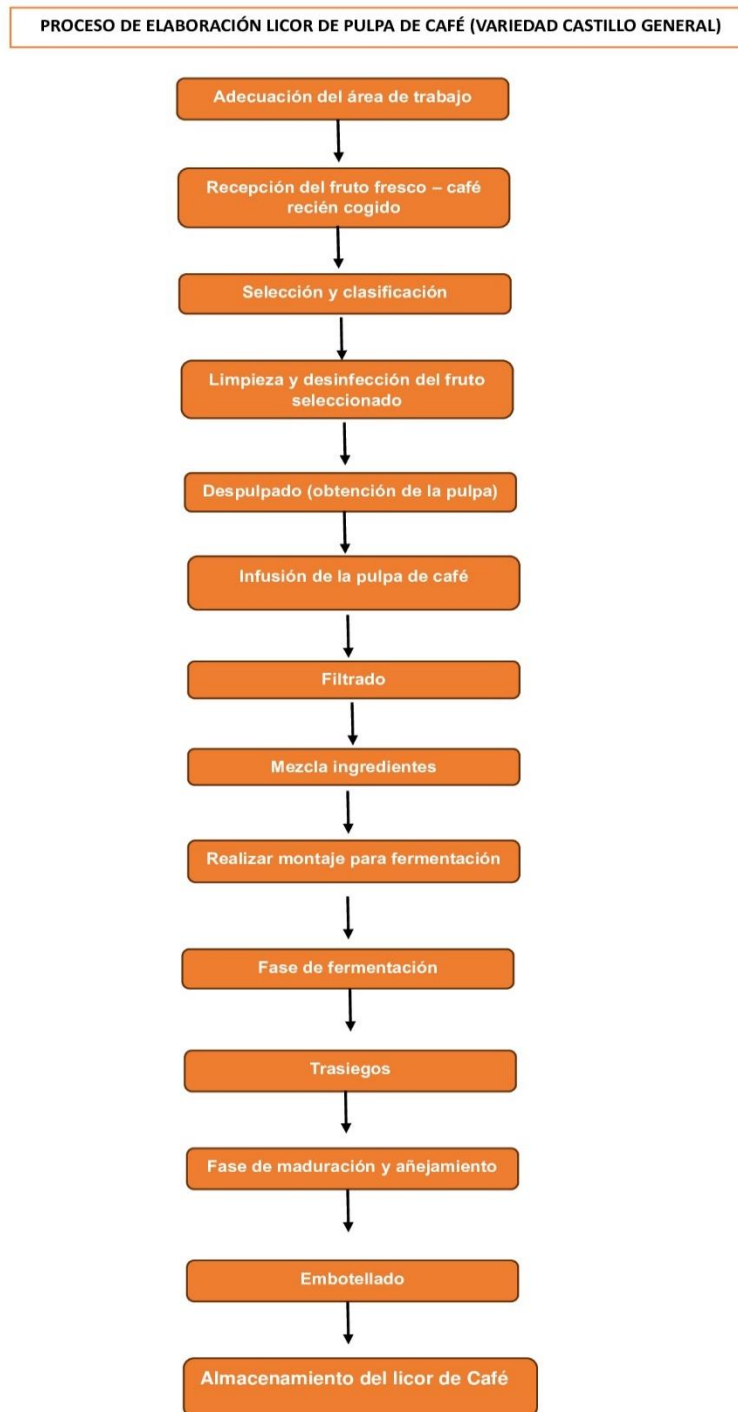 PROCESO DE ELABORACIÓN LICOR DE PULPA DE CAFÉ (VARIEDAD CASTILLO GENERAL)
Adecuación del área de trabajo
Recepción del fruto fresco – café
recién cogido
Selección y clasificación
Limpieza y desinfección del fruto
seleccionado
Despulpado (obtención de la pulpa)
Infusión de la pulpa de café
Filtrado
Mezcla ingredientes
Realizar montaje para fermentación
Fase de fermentación
Trasiegos
Fase de maduración y añejamiento
Embotellado
Almacenamiento del licor de Café